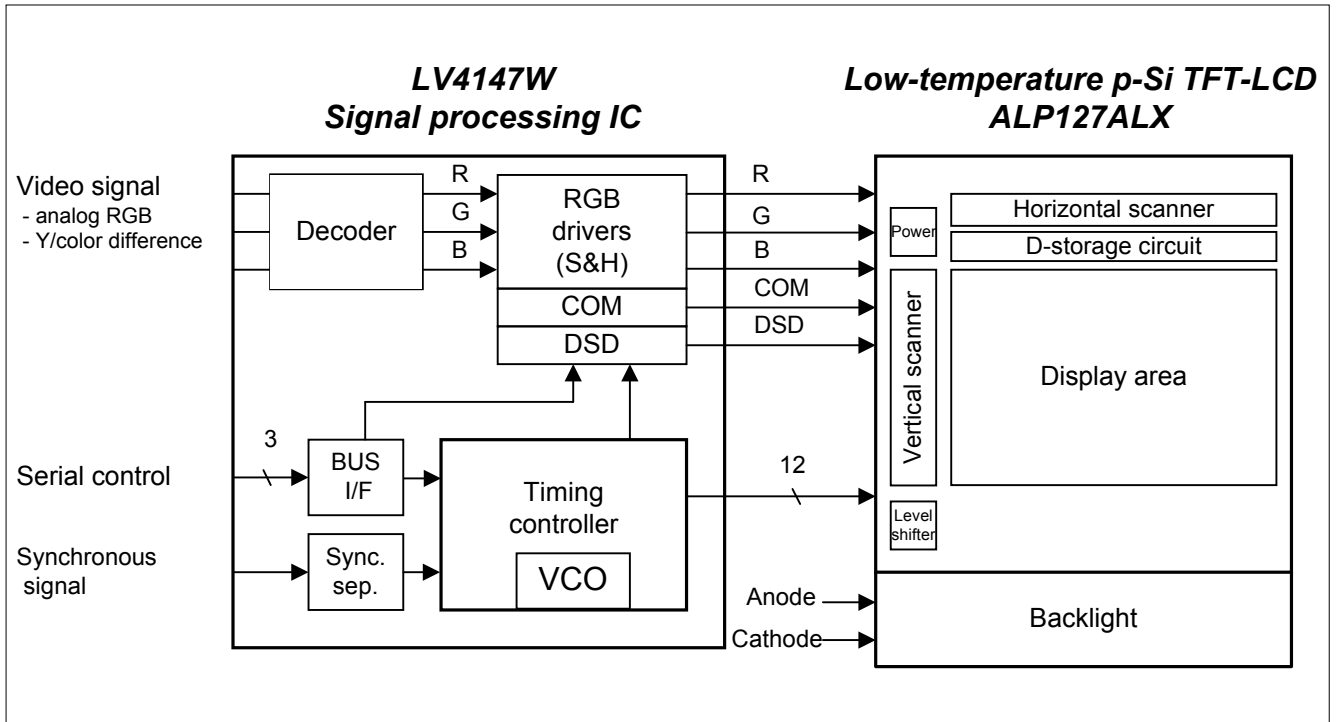 LV4147W
Signal processing IC
Low-temperature p-Si TFT-LCD
ALP127ALX
Video signal
- analog RGB
- Y/color difference
Decoder
R
G
B
RGB
drivers
(S&H)
COM
DSD
R
G
B
COM
DSD
Power
Horizontal scanner
D-storage circuit
Vertical scanner
Display area
Serial control
3
BUS
I/F
Timing
controller
VCO
12
Level
shifter
Synchronous
signal
Sync.
sep.
Anode
Cathode
Backlight